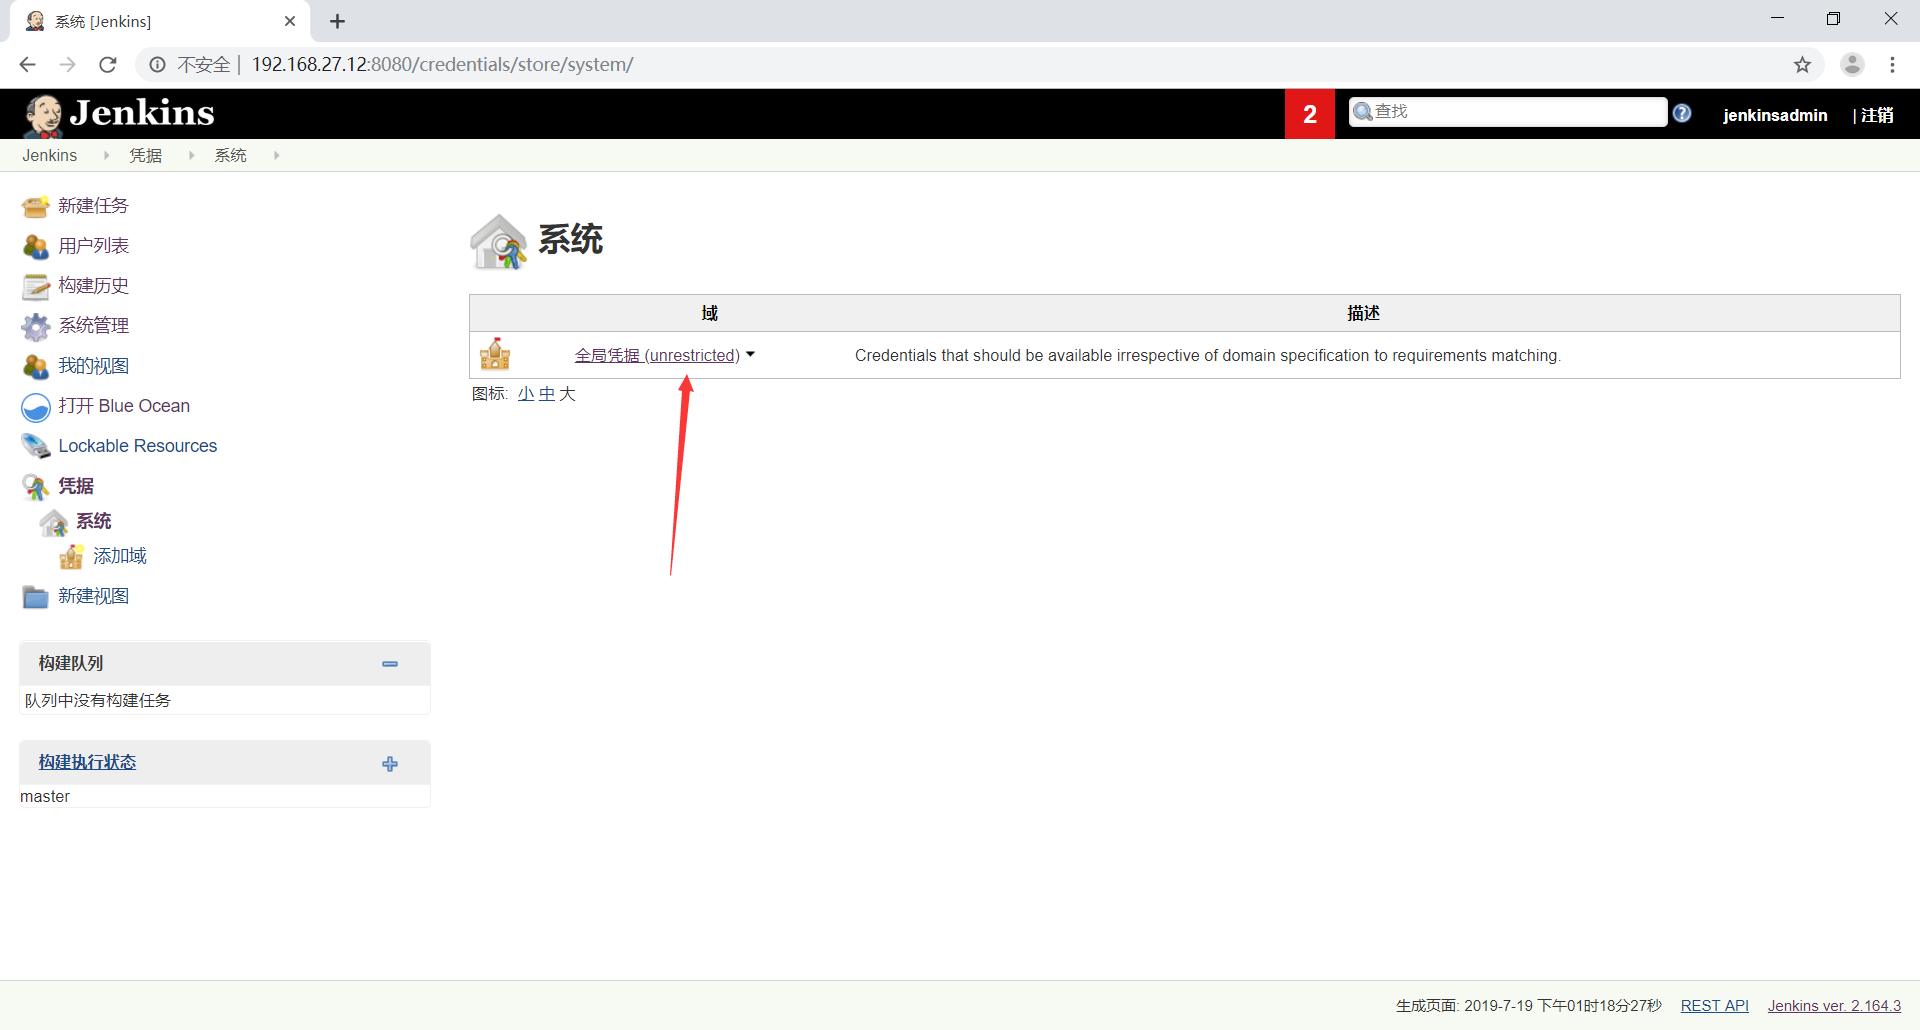 系统 [Jenkins]
不安全 | 192.168.27.12:8080/credentials/store/system/
Jenkins
2
查找
jenkinsadmin
| 注销
Jenkins
凭据
系统
新建任务
用户列表
构建历史
系统管理
我的视图
打开 Blue Ocean
Lockable Resources
凭据
系统
添加域
新建视图
构建队列
队列中没有构建任务
构建执行状态
master
系统
域 描述
全局凭据 (unrestricted) Credentials that should be available irrespective of domain specification to requirements matching.
图标: 小 中 大
生成页面: 2019-7-19 下午01时18分27秒 REST API Jenkins ver. 2.164.3